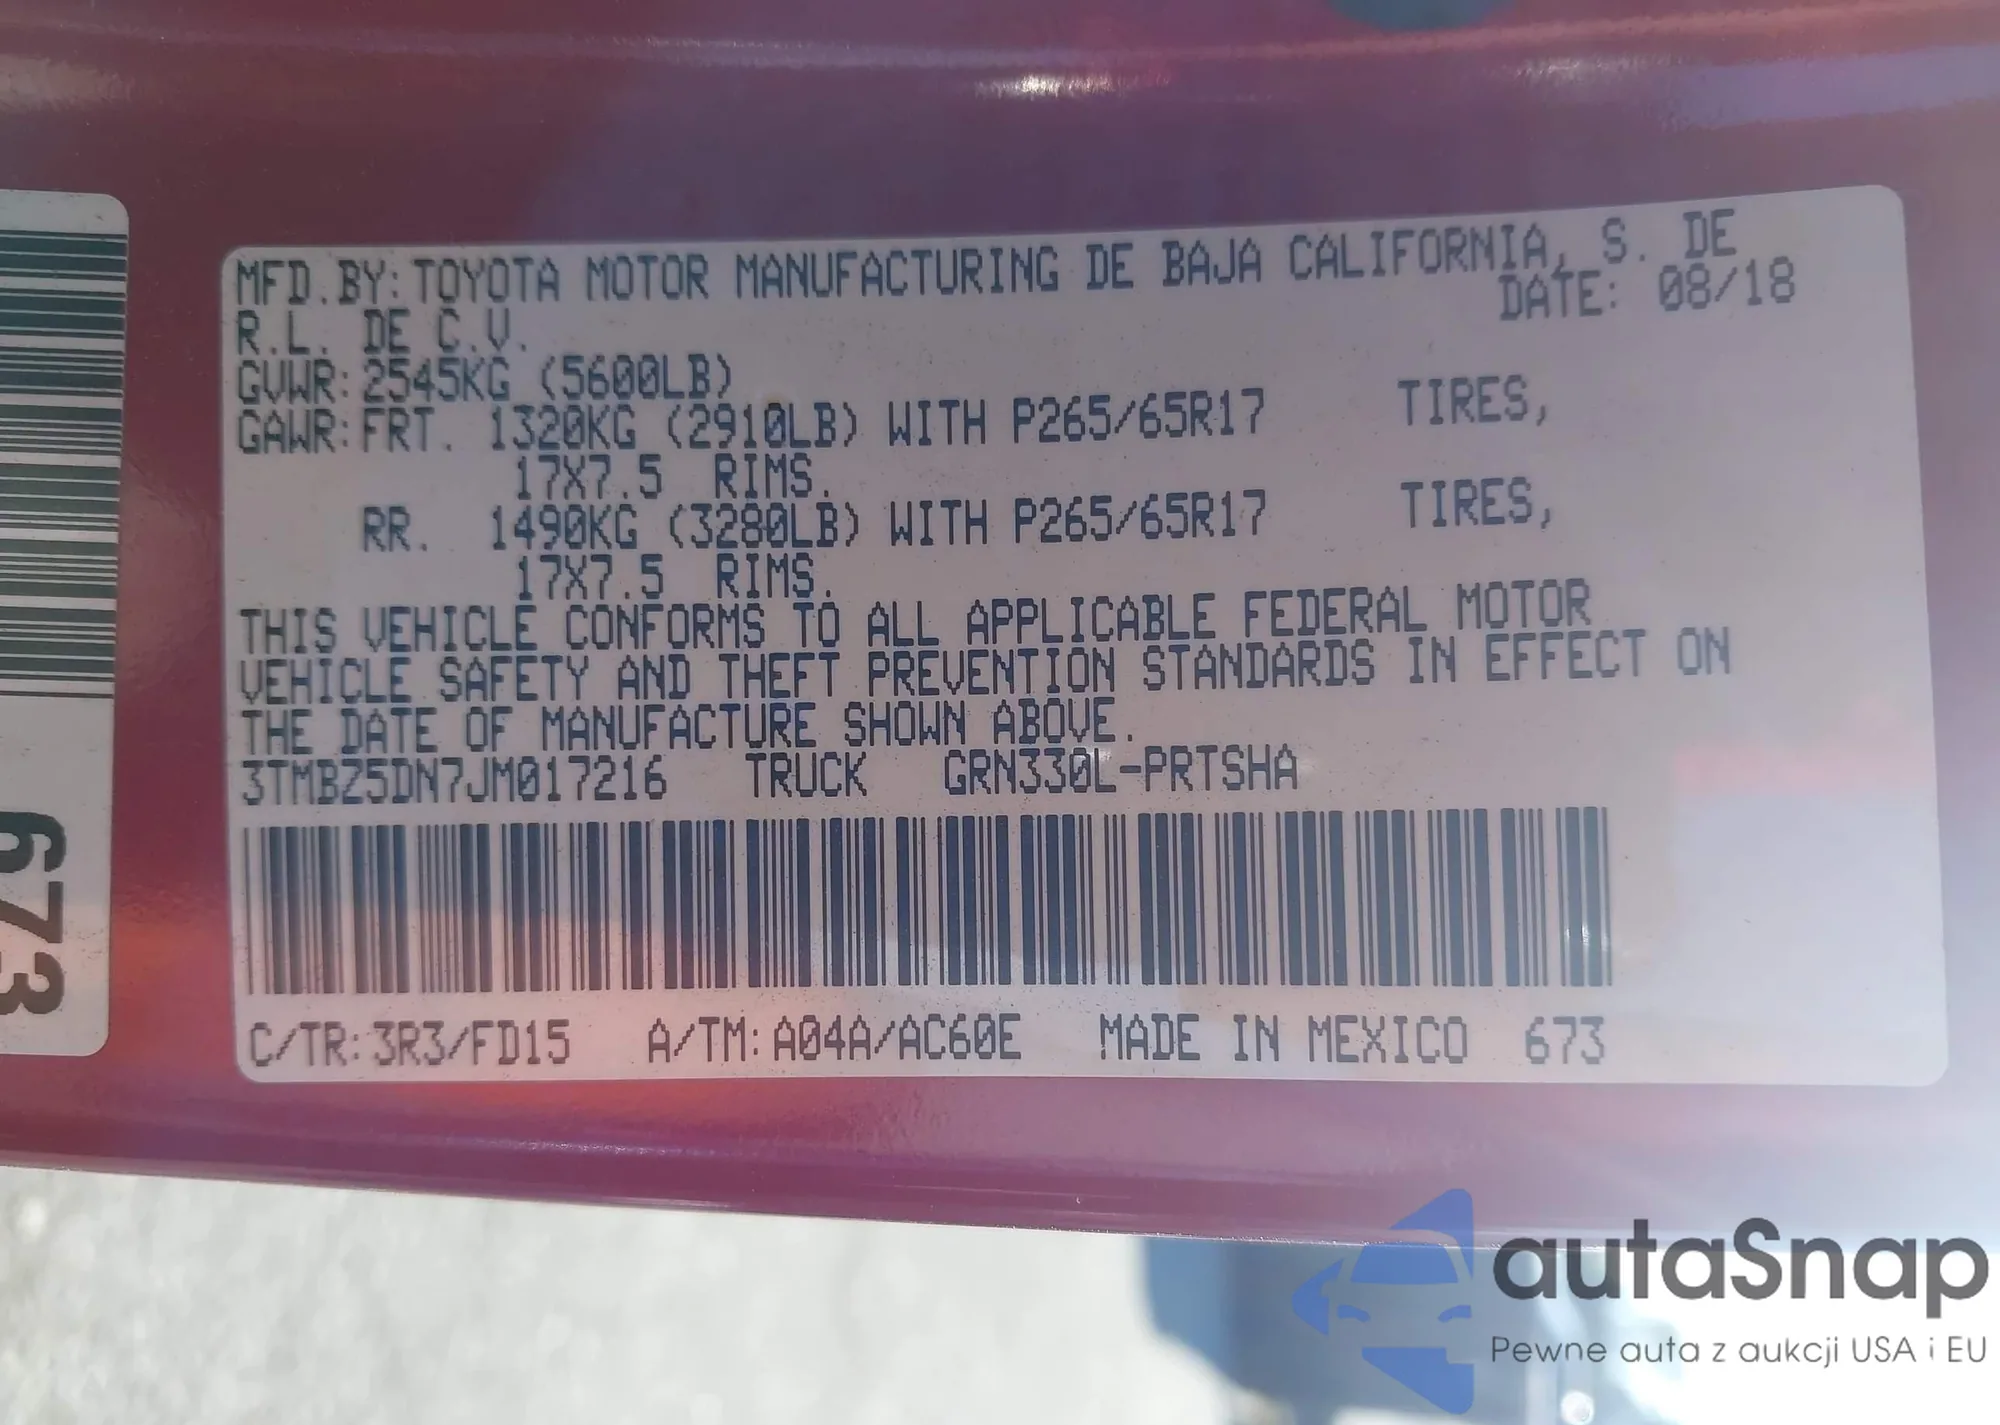 MFD.BY:TOYOTA MOTOR MANUFACTURING DE BAJA CALIFORNIA, S. DE
R.L. DE C.V. DATE: 08/18
GVWR:2545KG (5600LB)
GAWR:FRT. 1320KG (2910LB) WITH P265/65R17 TIRES,
17X7.5 RIMS.
RR. 1490KG (3280LB) WITH P265/65R17 TIRES,
17X7.5 RIMS.
THIS VEHICLE CONFORMS TO ALL APPLICABLE FEDERAL MOTOR
VEHICLE SAFETY AND THEFT PREVENTION STANDARDS IN EFFECT ON
THE DATE OF MANUFACTURE SHOWN ABOVE.
3TMBZ5DN7JM017216 TRUCK GRN330L-PRTSHA
C/TR:3R3/FD15 A/TM:A04A/AC60E MADE IN MEXICO 673
673
autaSnap
Pewne auta z aukcji USA i EU